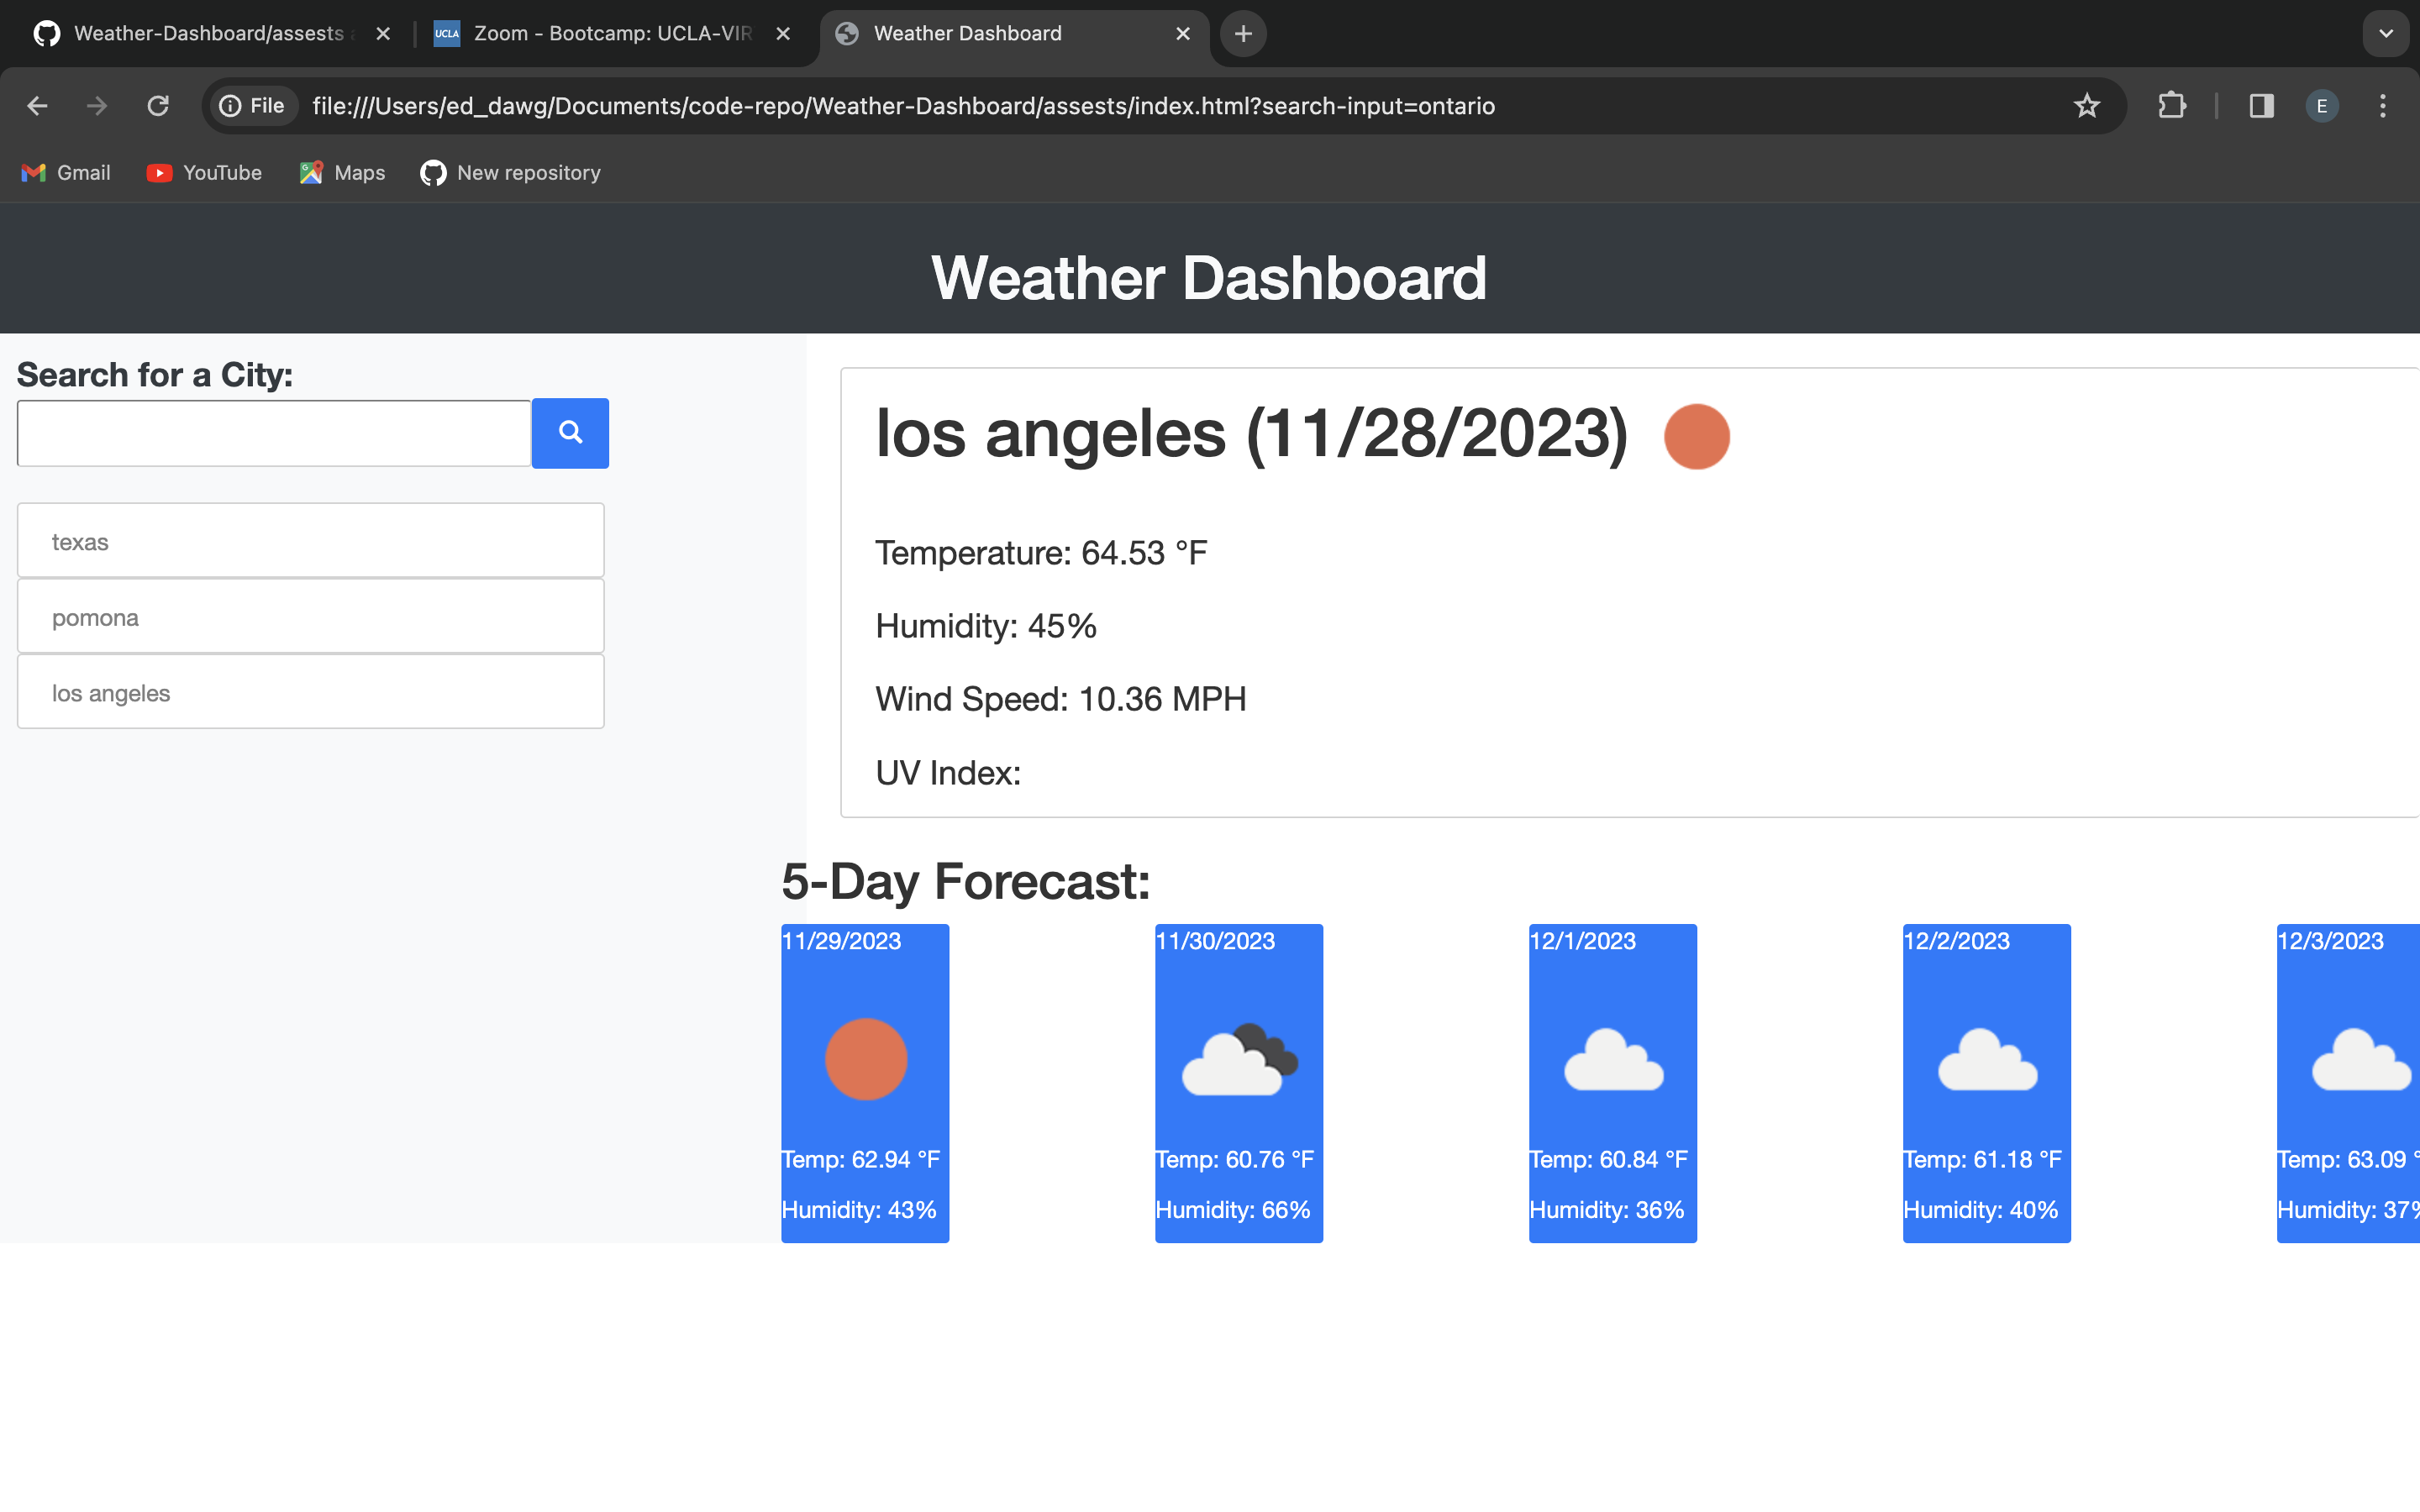 Weather-Dashboard/assests
UCLA Zoom - Bootcamp: UCLA-VIR
Weather Dashboard
File file:///Users/ed_dawg/Documents/code-repo/Weather-Dashboard/assests/index.html?search-input=ontario
E
Gmail YouTube Maps New repository
Weather Dashboard
Search for a City:
texas
pomona
los angeles
los angeles (11/28/2023)
Temperature: 64.53 °F
Humidity: 45%
Wind Speed: 10.36 MPH
UV Index:
5-Day Forecast:
11/29/2023
Temp: 62.94 °F
Humidity: 43%
11/30/2023
Temp: 60.76 °F
Humidity: 66%
12/1/2023
Temp: 60.84 °F
Humidity: 36%
12/2/2023
Temp: 61.18 °F
Humidity: 40%
12/3/2023
Temp: 63.09 °
Humidity: 37%